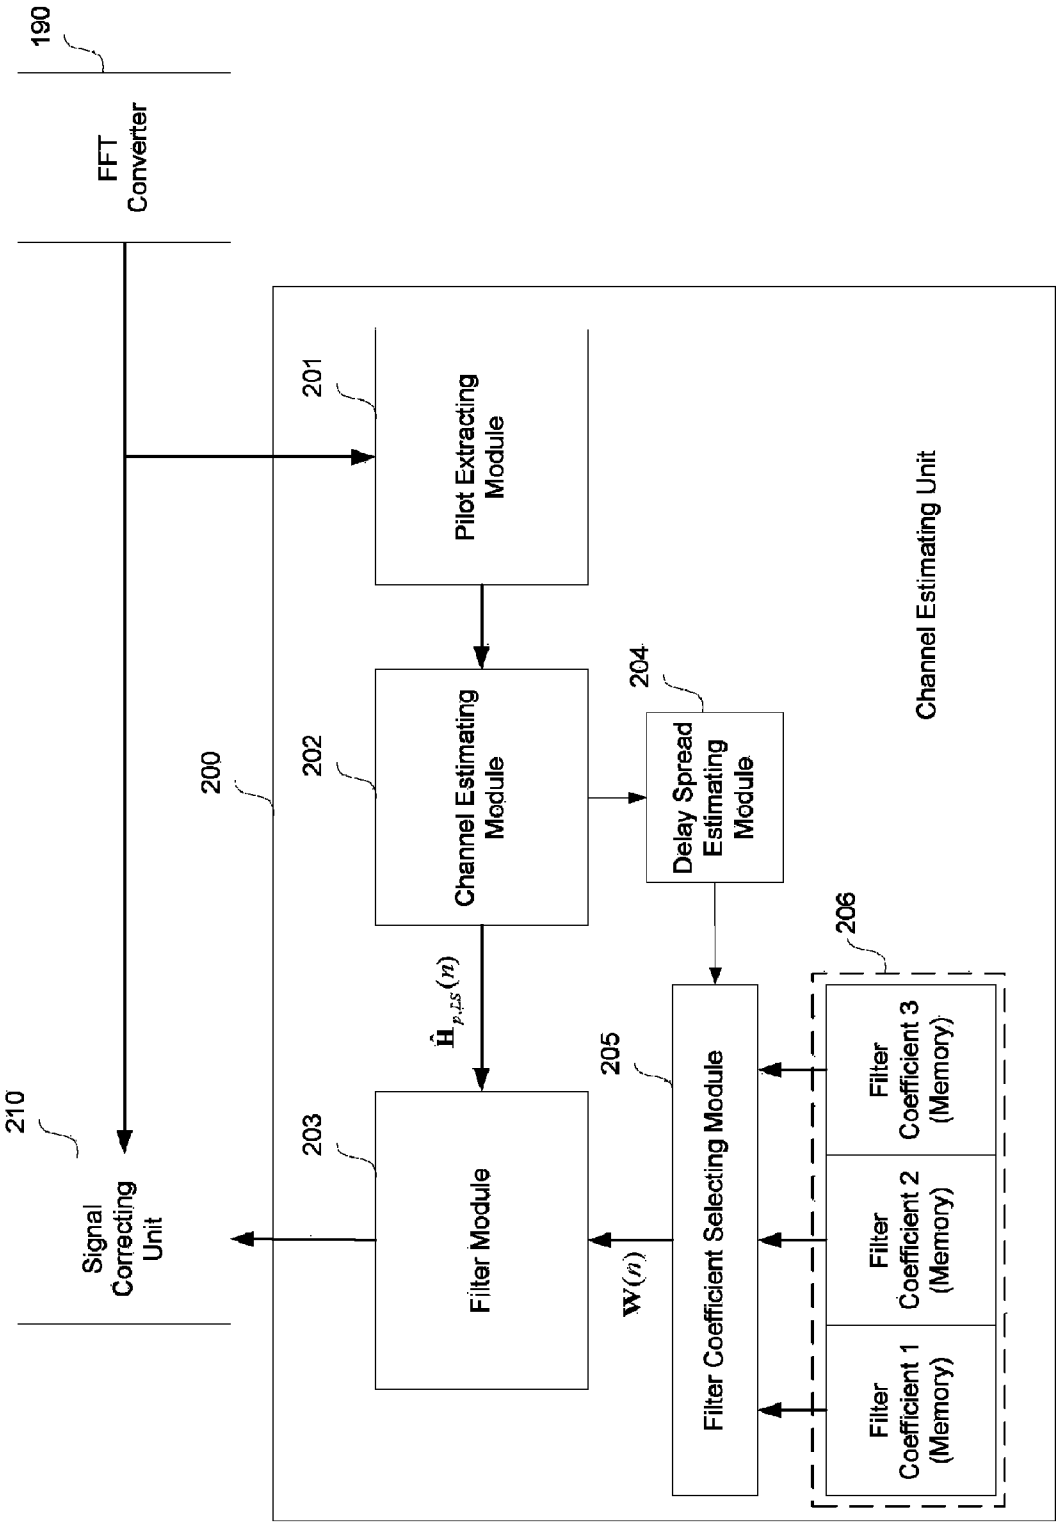 190
FFT
Converter
210
Signal
Correcting
Unit
200
201
Pilot Extracting
Module
202
Channel Estimating
Module
Ĥp,LS(n)
203
Filter Module
204
Delay Spread
Estimating
Module
W(n)
205
Filter Coefficient Selecting Module
206
Filter
Coefficient 1
(Memory)
Filter
Coefficient 2
(Memory)
Filter
Coefficient 3
(Memory)
Channel Estimating Unit